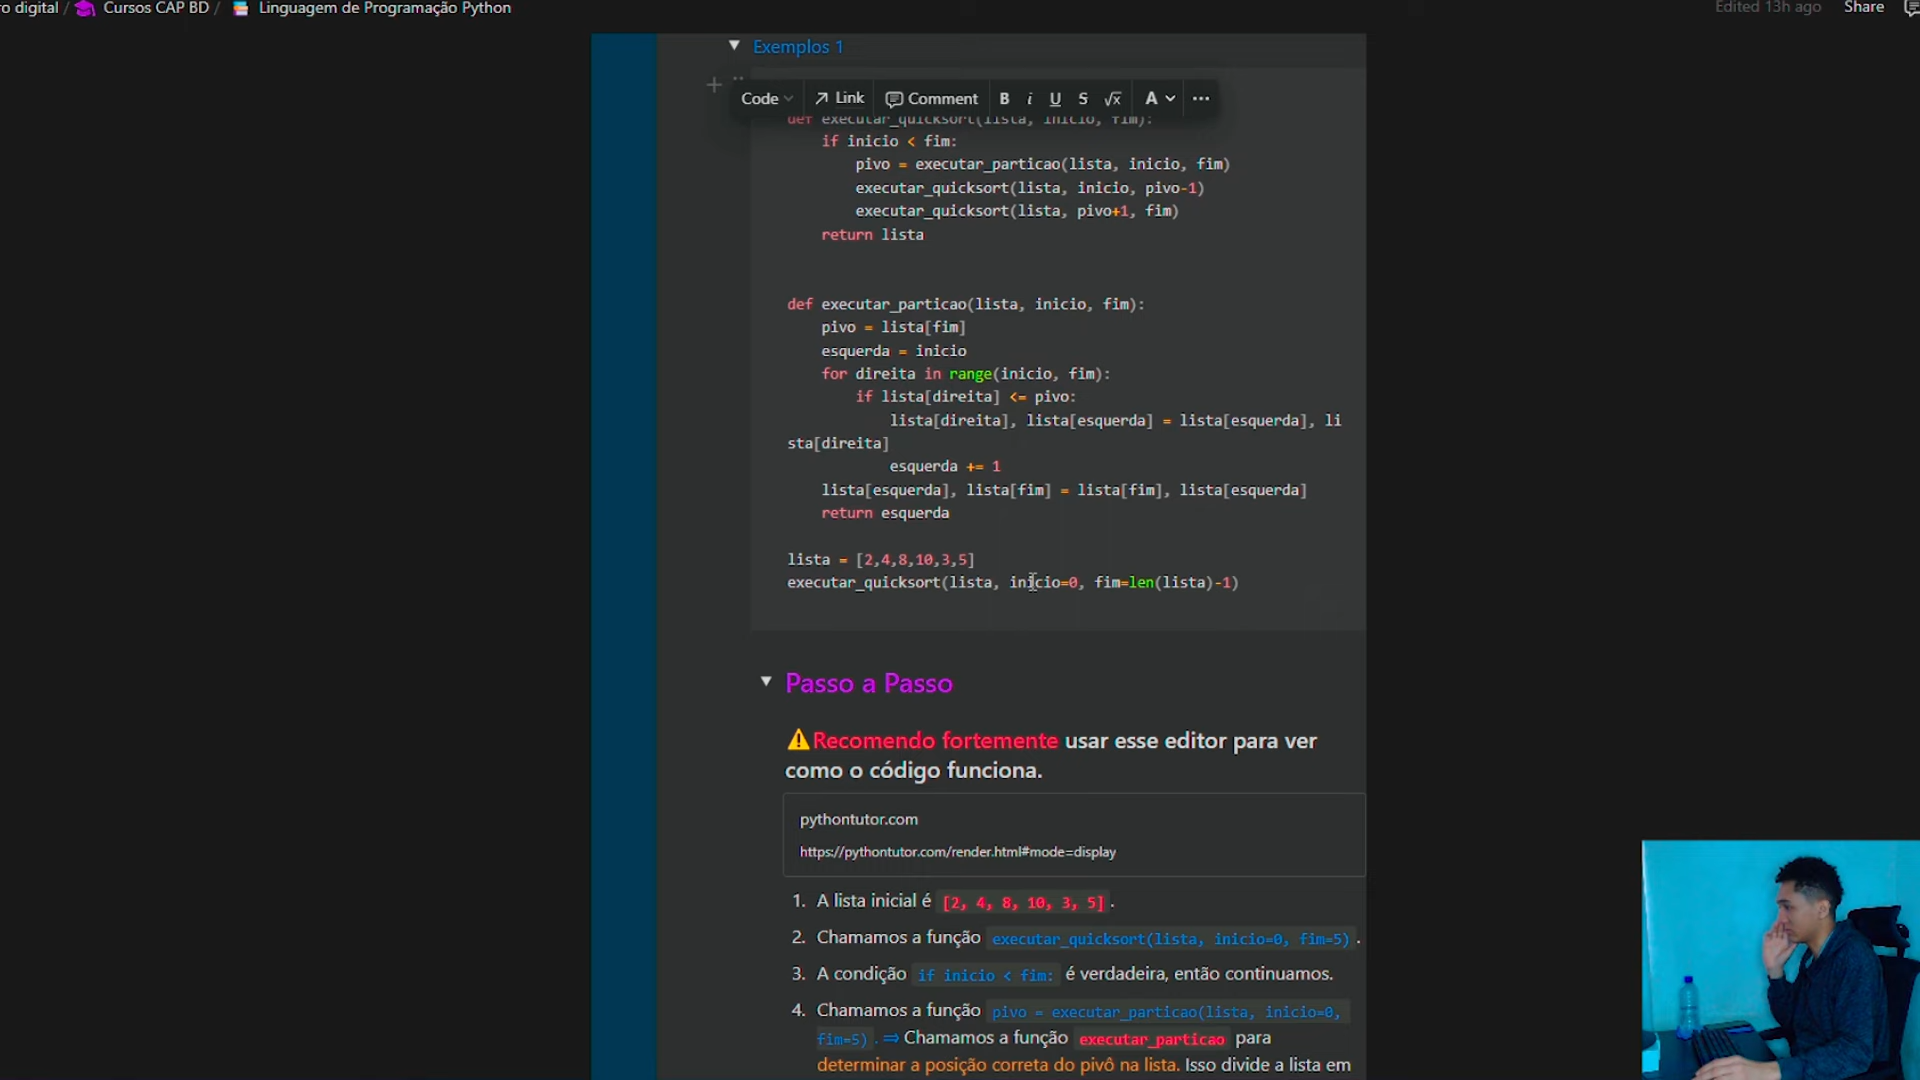 ro digital / Cursos CAP BD / Linguagem de Programação Python
Edited 13h ago Share
Exemplos 1
Code Link Comment B i U S √x A ...
def executar_quicksort(lista, inicio, fim):
if inicio < fim:
pivo = executar_particao(lista, inicio, fim)
executar_quicksort(lista, inicio, pivo-1)
executar_quicksort(lista, pivo+1, fim)
return lista
def executar_particao(lista, inicio, fim):
pivo = lista[fim]
esquerda = inicio
for direita in range(inicio, fim):
if lista[direita] <= pivo:
lista[direita], lista[esquerda] = lista[esquerda], li
sta[direita]
esquerda += 1
lista[esquerda], lista[fim] = lista[fim], lista[esquerda]
return esquerda
lista = [2,4,8,10,3,5]
executar_quicksort(lista, inicio=0, fim=len(lista)-1)
Passo a Passo
⚠️Recomendo fortemente usar esse editor para ver
como o código funciona.
pythontutor.com
https://pythontutor.com/render.html#mode=display
1. A lista inicial é [2, 4, 8, 10, 3, 5].
2. Chamamos a função executar_quicksort(lista, inicio=0, fim=5).
3. A condição if inicio < fim: é verdadeira, então continuamos.
4. Chamamos a função pivo = executar_particao(lista, inicio=0,
fim=5). ⇒ Chamamos a função executar_particao para
determinar a posição correta do pivô na lista. Isso divide a lista em